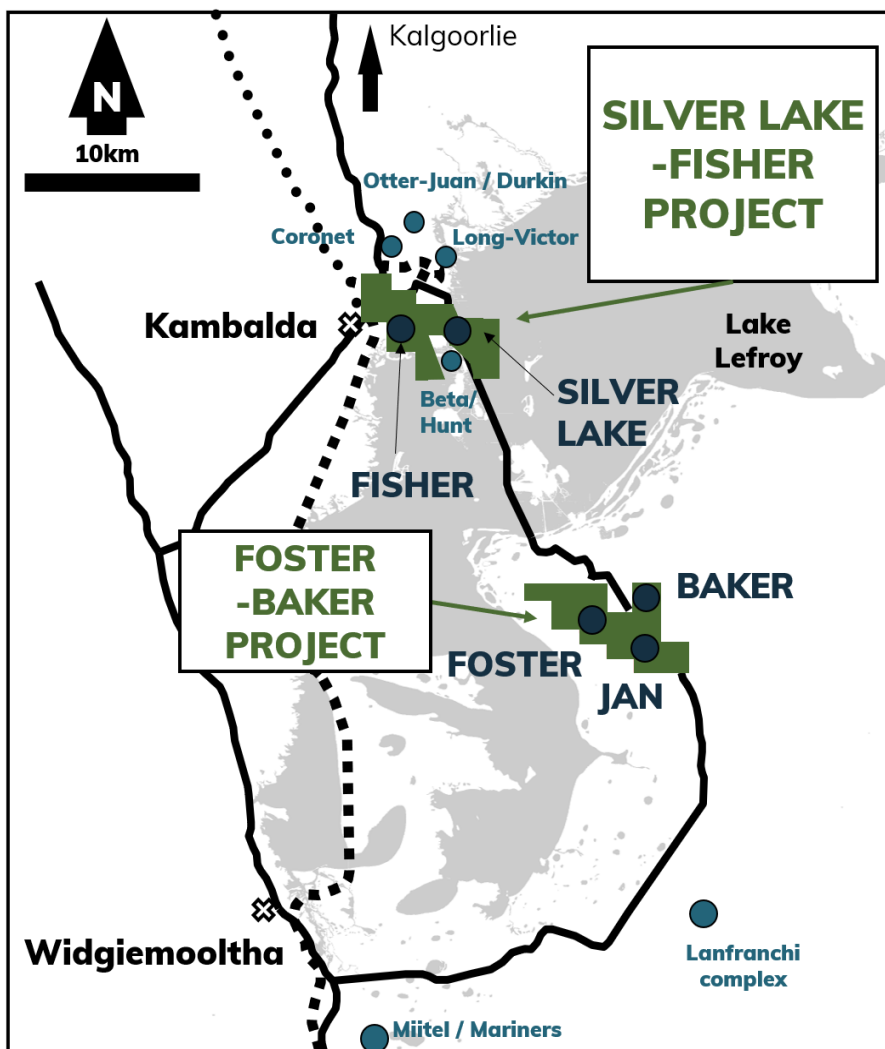 Kalgoorlie
N
10km
SILVER LAKE
-FISHER
PROJECT
Otter-Juan / Durkin
Coronet
Long-Victor
Kambalda
Lake
Lefroy
Beta/
Hunt
SILVER
LAKE
FISHER
FOSTER
-BAKER
PROJECT
BAKER
FOSTER
JAN
Widgiemooltha
Lanfranchi
complex
Miitel / Mariners